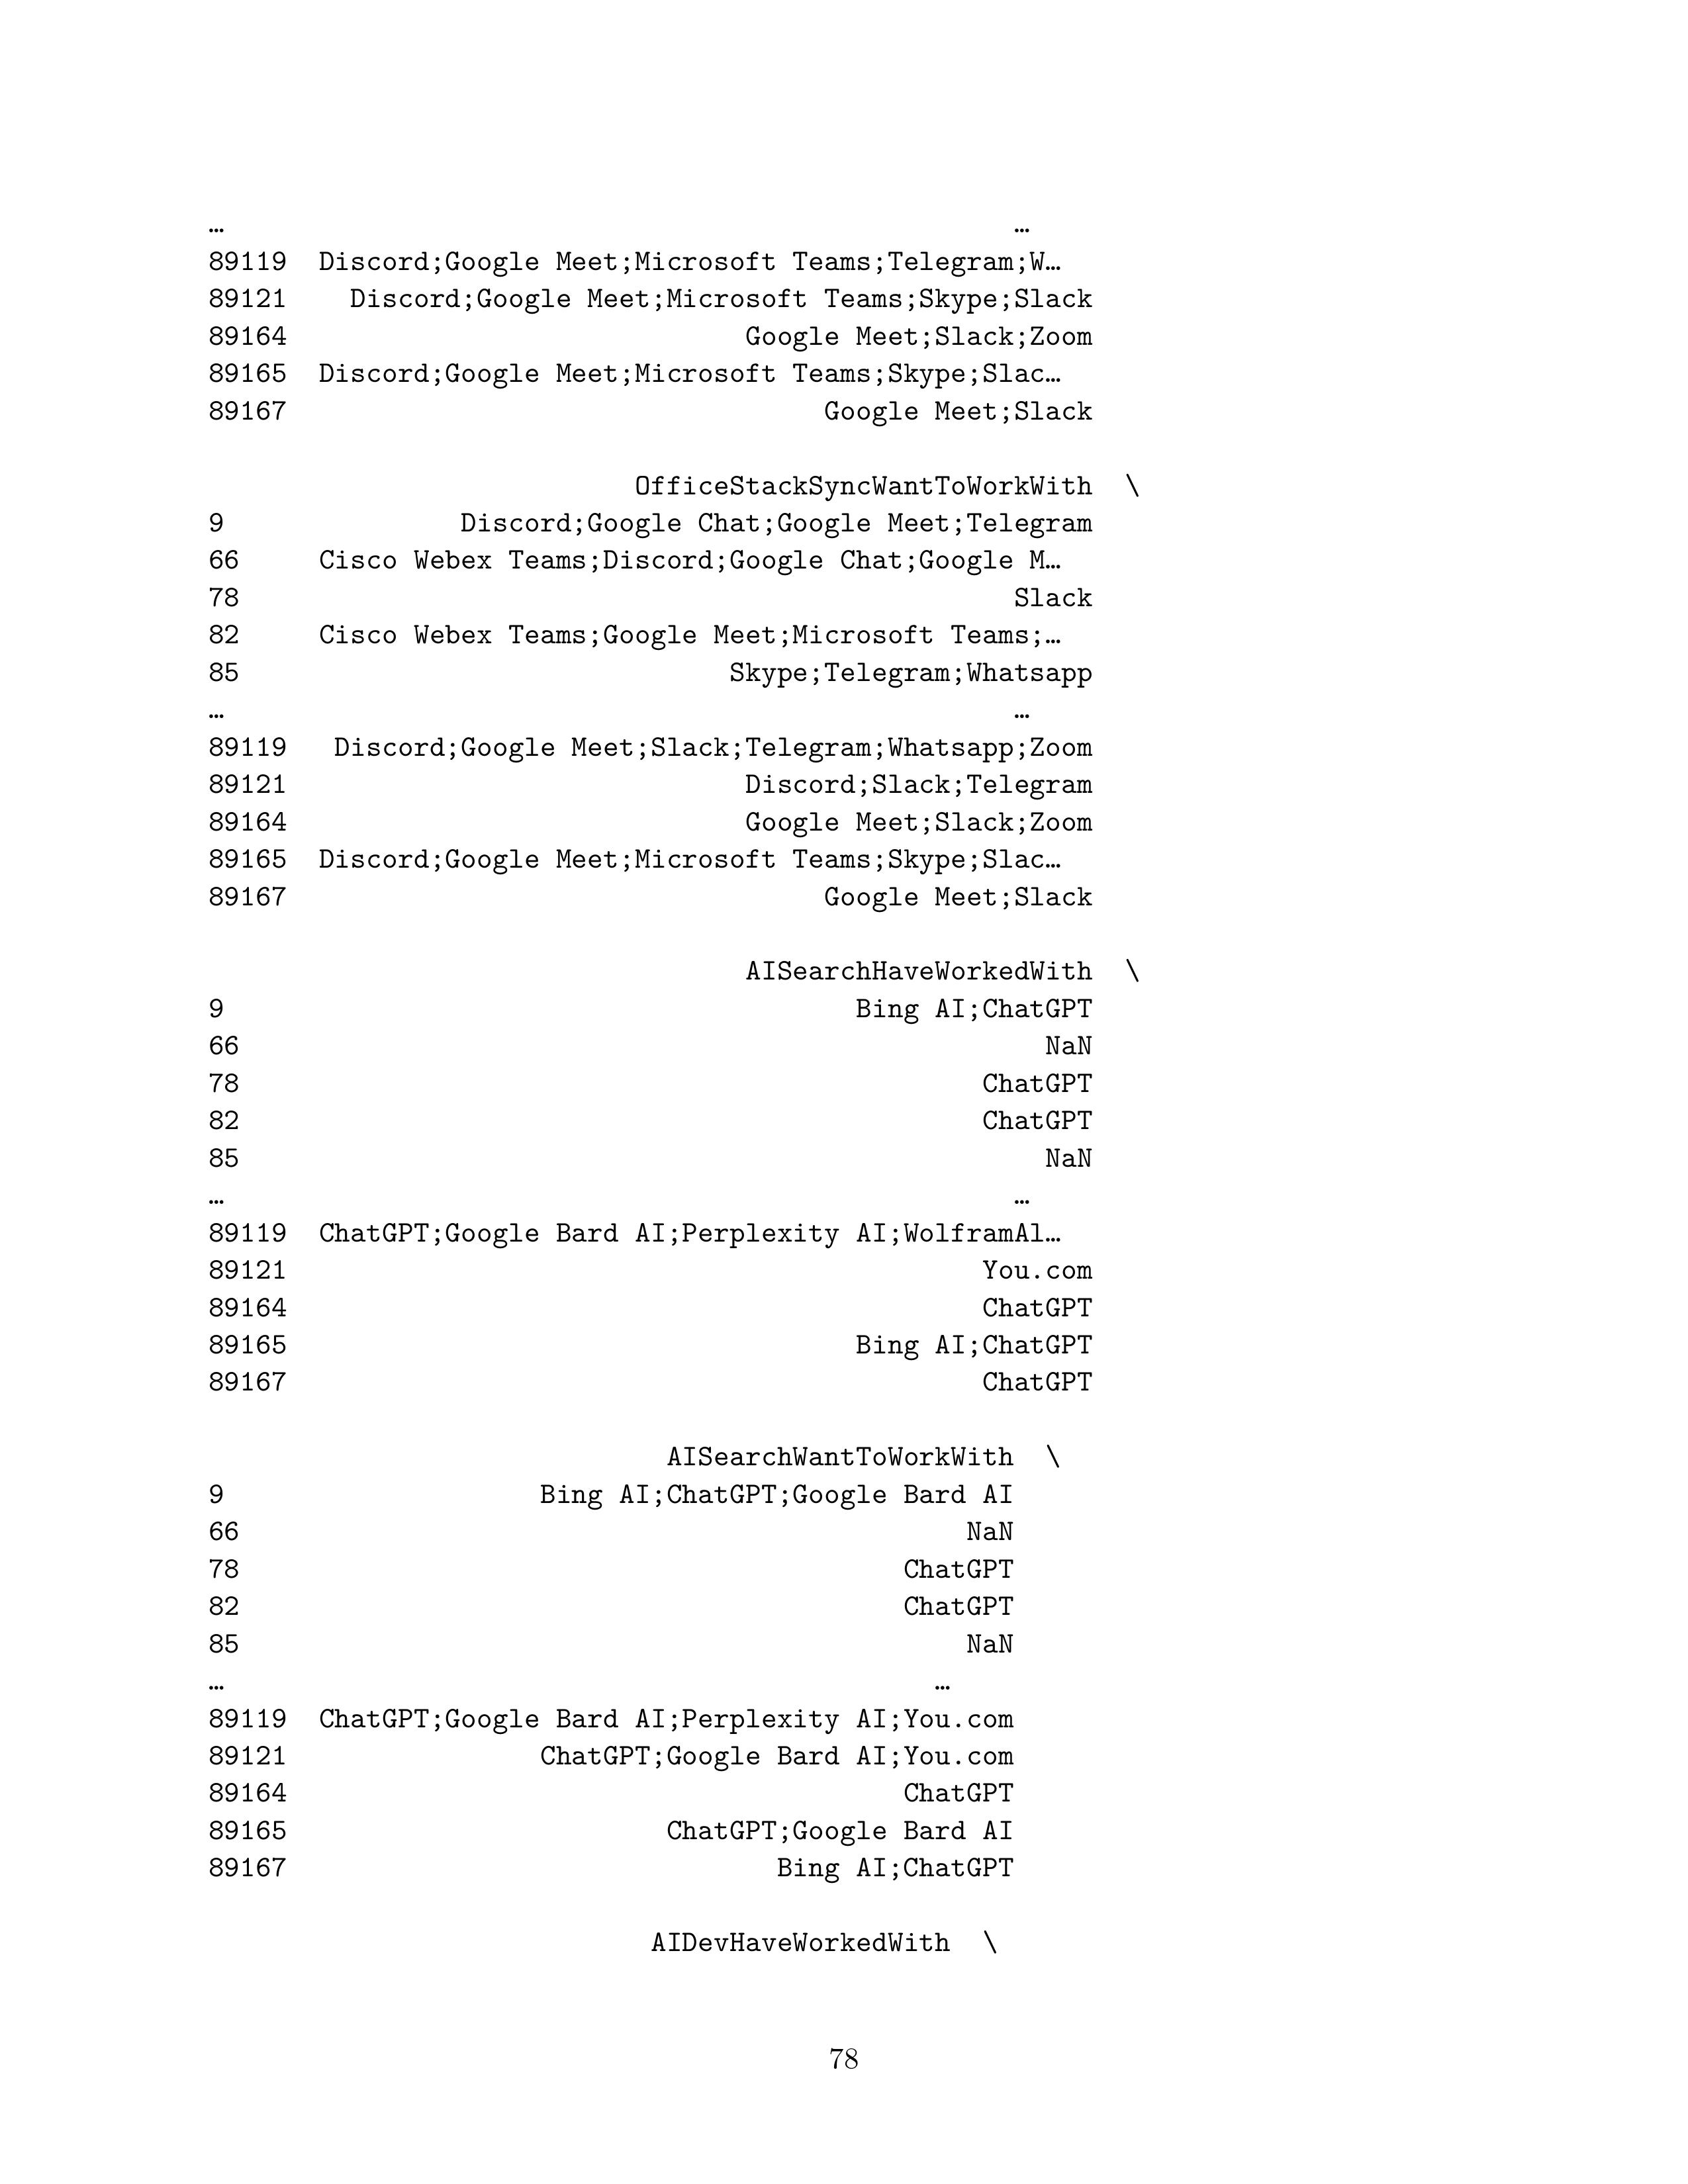 … …
89119 Discord;Google Meet;Microsoft Teams;Telegram;W…
89121 Discord;Google Meet;Microsoft Teams;Skype;Slack
89164 Google Meet;Slack;Zoom
89165 Discord;Google Meet;Microsoft Teams;Skype;Slac…
89167 Google Meet;Slack
OfficeStackSyncWantToWorkWith \
9 Discord;Google Chat;Google Meet;Telegram
66 Cisco Webex Teams;Discord;Google Chat;Google M…
78 Slack
82 Cisco Webex Teams;Google Meet;Microsoft Teams;…
85 Skype;Telegram;Whatsapp
… …
89119 Discord;Google Meet;Slack;Telegram;Whatsapp;Zoom
89121 Discord;Slack;Telegram
89164 Google Meet;Slack;Zoom
89165 Discord;Google Meet;Microsoft Teams;Skype;Slac…
89167 Google Meet;Slack
AISearchHaveWorkedWith \
9 Bing AI;ChatGPT
66 NaN
78 ChatGPT
82 ChatGPT
85 NaN
… …
89119 ChatGPT;Google Bard AI;Perplexity AI;WolframAl…
89121 You.com
89164 ChatGPT
89165 Bing AI;ChatGPT
89167 ChatGPT
AISearchWantToWorkWith \
9 Bing AI;ChatGPT;Google Bard AI
66 NaN
78 ChatGPT
82 ChatGPT
85 NaN
… …
89119 ChatGPT;Google Bard AI;Perplexity AI;You.com
89121 ChatGPT;Google Bard AI;You.com
89164 ChatGPT
89165 ChatGPT;Google Bard AI
89167 Bing AI;ChatGPT
AIDevHaveWorkedWith \
78